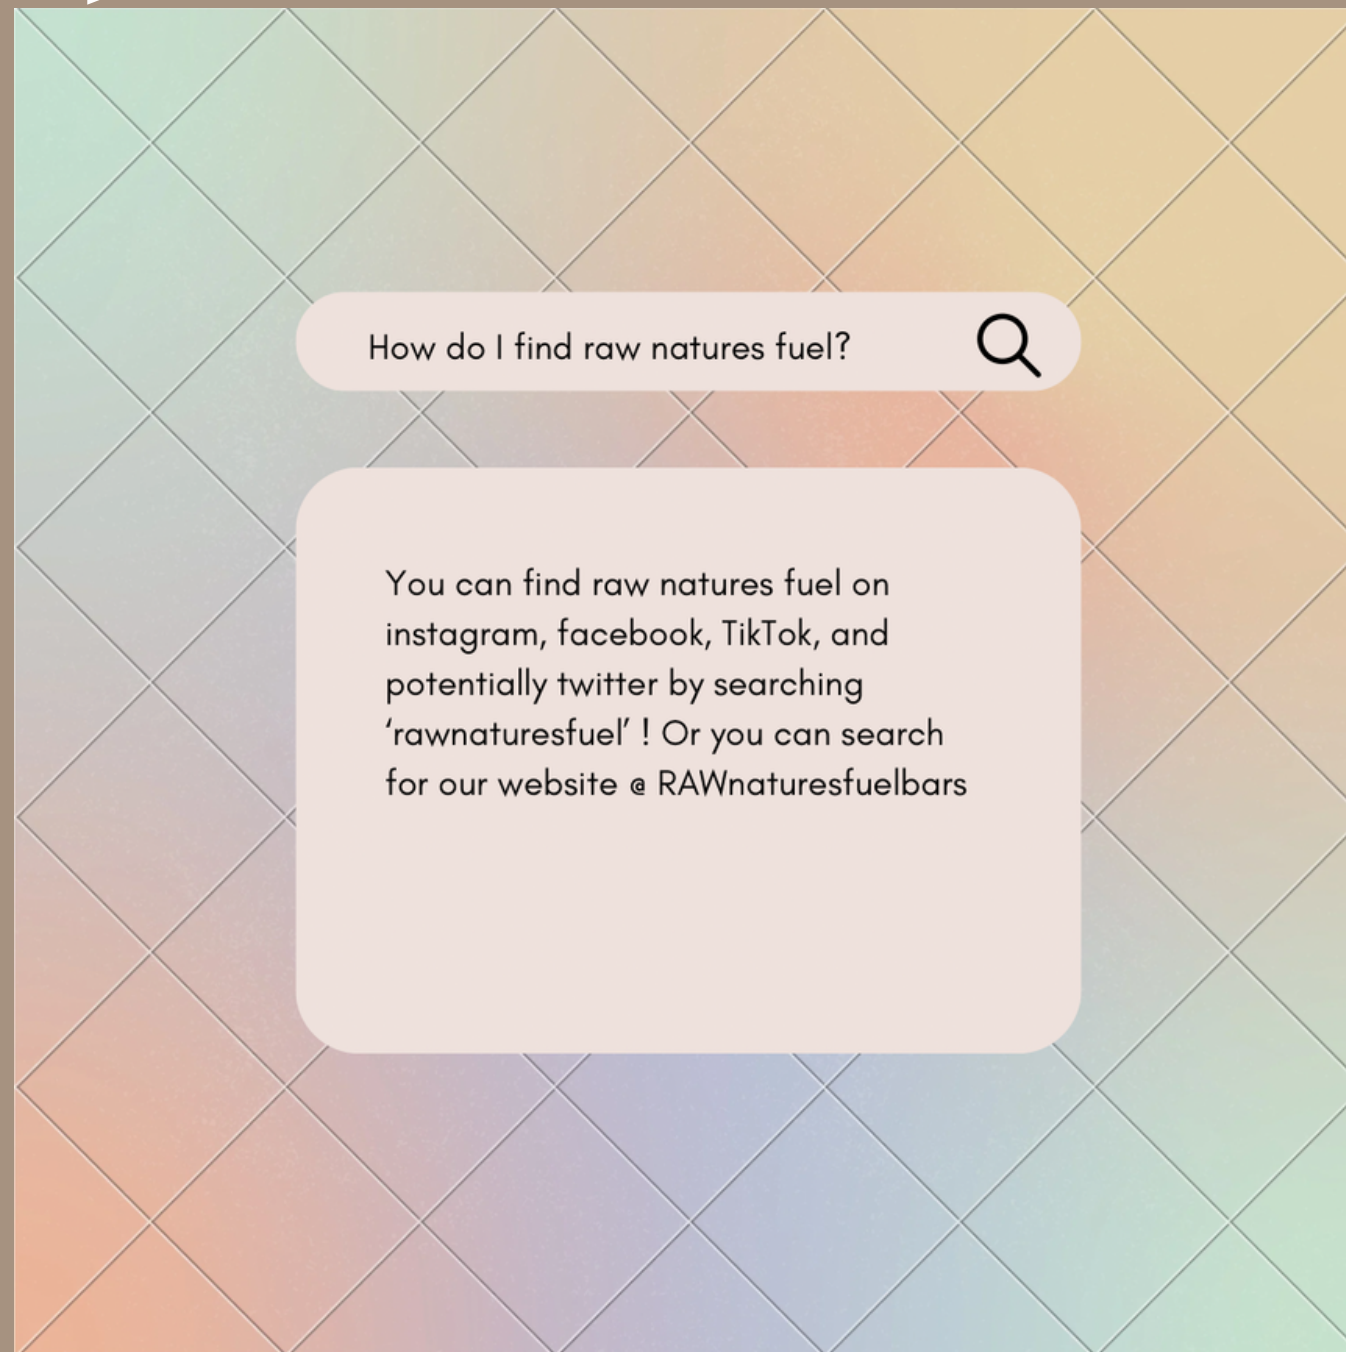 How do I find raw natures fuel?
You can find raw natures fuel on
instagram, facebook, TikTok, and
potentially twitter by searching
‘rawnaturesfuel’ ! Or you can search
for our website @ RAWnaturesfuelbars